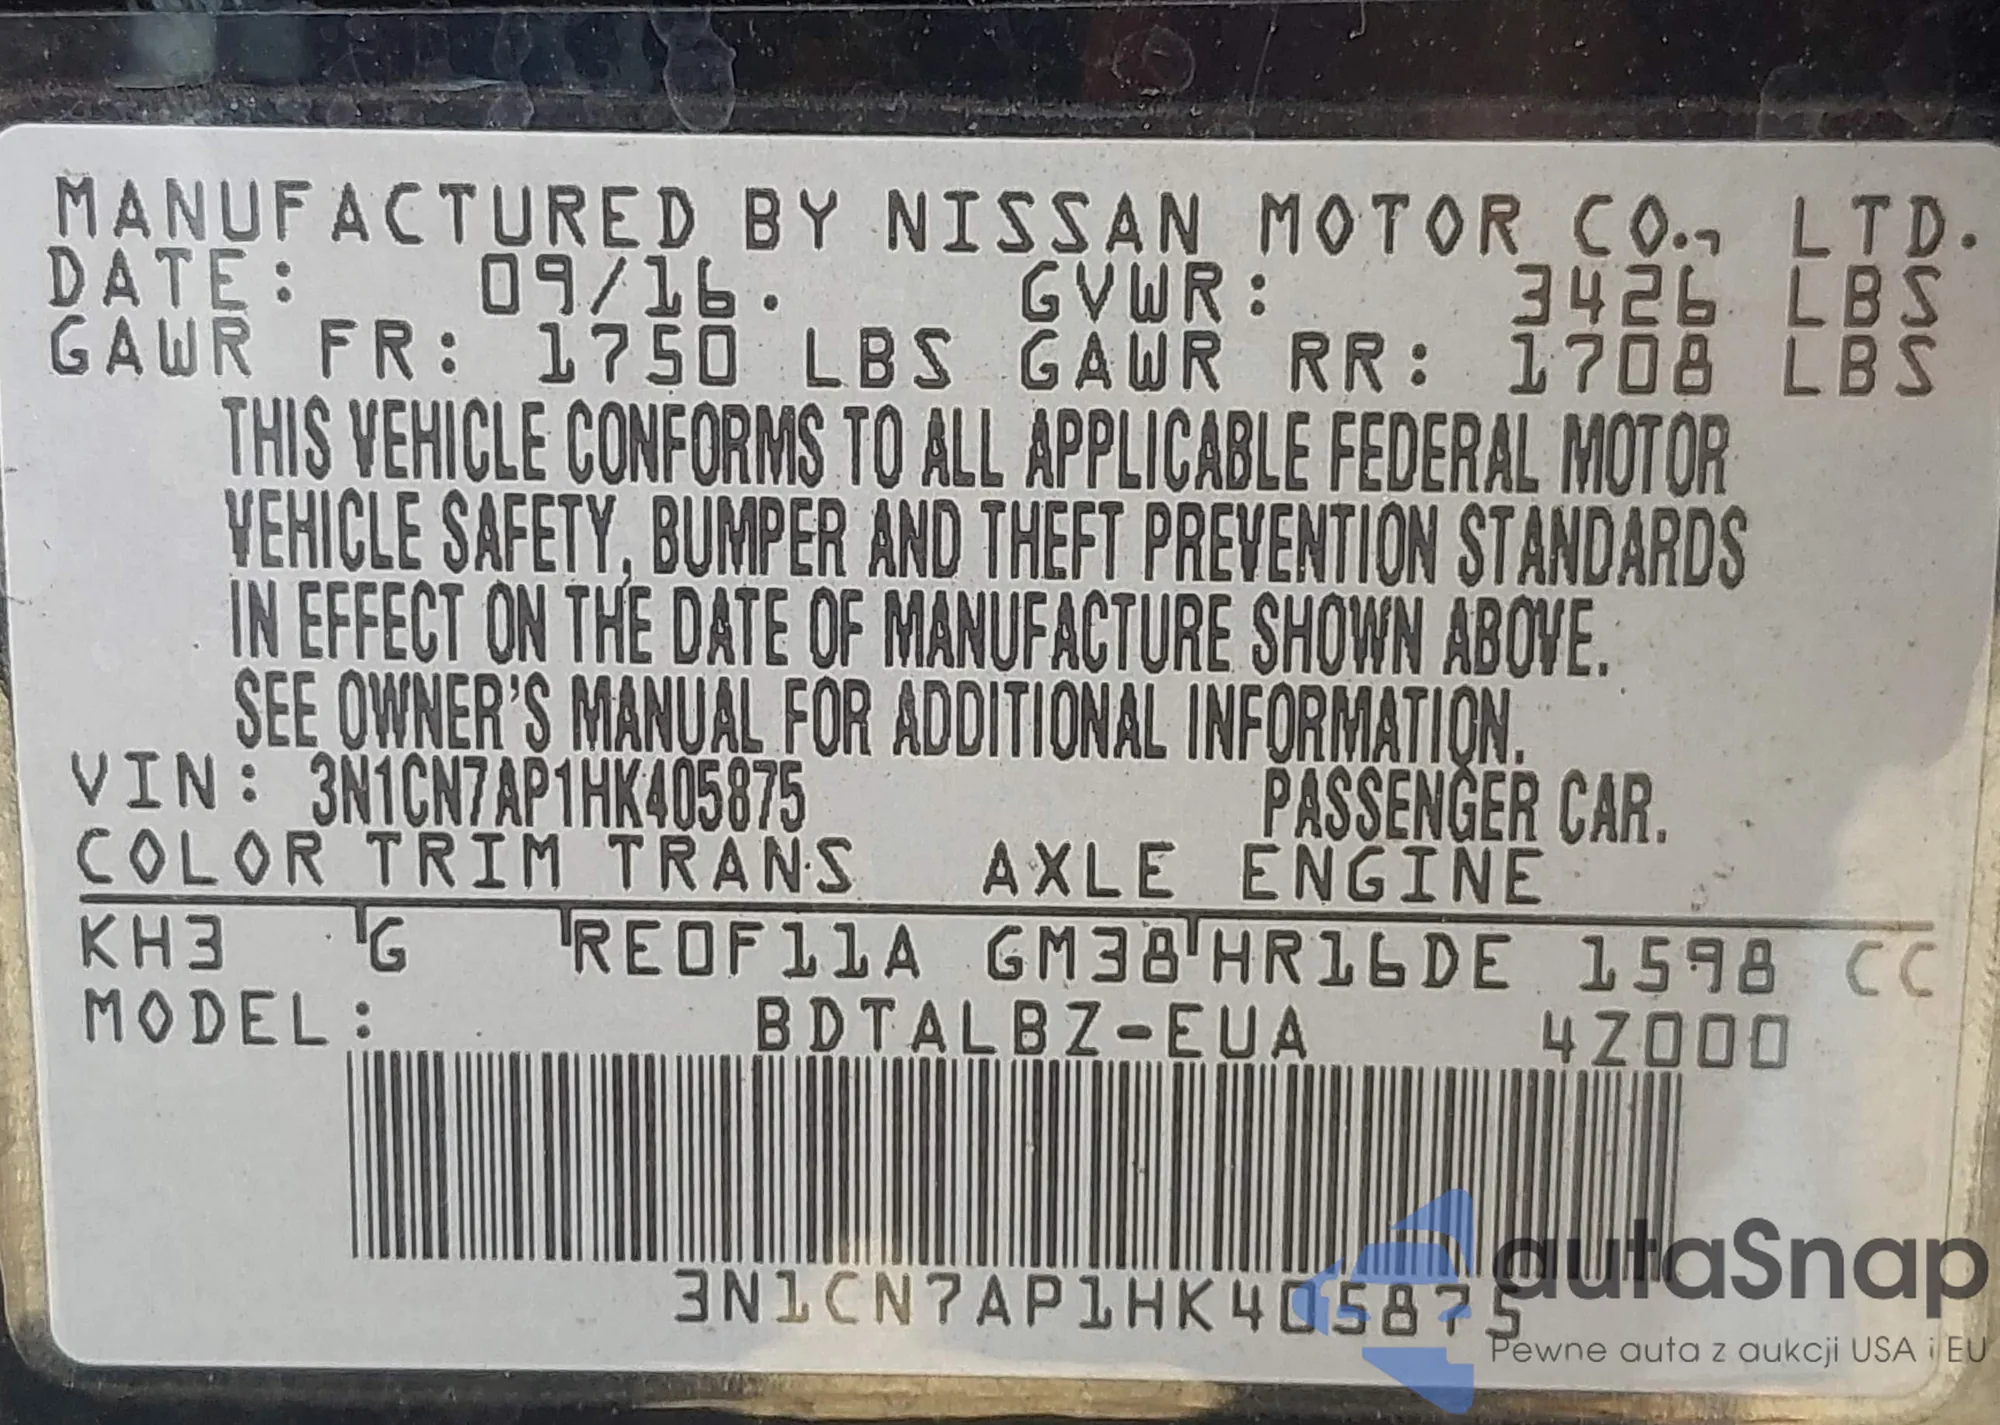 MANUFACTURED BY NISSAN MOTOR CO., LTD.
DATE: 09/16. GVWR: 3426 LBS
GAWR FR: 1750 LBS GAWR RR: 1708 LBS
THIS VEHICLE CONFORMS TO ALL APPLICABLE FEDERAL MOTOR
VEHICLE SAFETY, BUMPER AND THEFT PREVENTION STANDARDS
IN EFFECT ON THE DATE OF MANUFACTURE SHOWN ABOVE.
SEE OWNER'S MANUAL FOR ADDITIONAL INFORMATION.
VIN: 3N1CN7AP1HK405875 PASSENGER CAR.
COLOR TRIM TRANS AXLE ENGINE
KH3 G RE0F11A GM38 HR16DE 1598 CC
MODEL: BDTALBZ-EUA 4Z000
3N1CN7AP1HK405875
autaSnap
Pewne auta z aukcji USA i EU